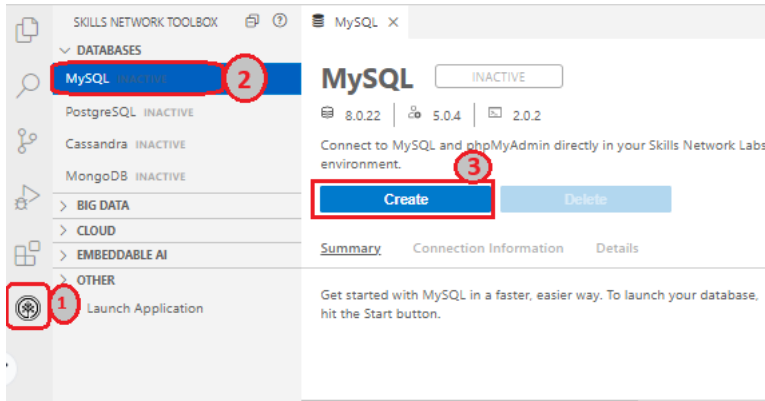 SKILLS NETWORK TOOLBOX
DATABASES
MySQL INACTIVE
2
PostgreSQL INACTIVE
Cassandra INACTIVE
MongoDB INACTIVE
BIG DATA
CLOUD
EMBEDDABLE AI
OTHER
1
Launch Application
MySQL
MySQL INACTIVE
8.0.22 5.0.4 2.0.2
Connect to MySQL and phpMyAdmin directly in your Skills Network Labs
environment.
3
Create Delete
Summary Connection Information Details
Get started with MySQL in a faster, easier way. To launch your database,
hit the Start button.